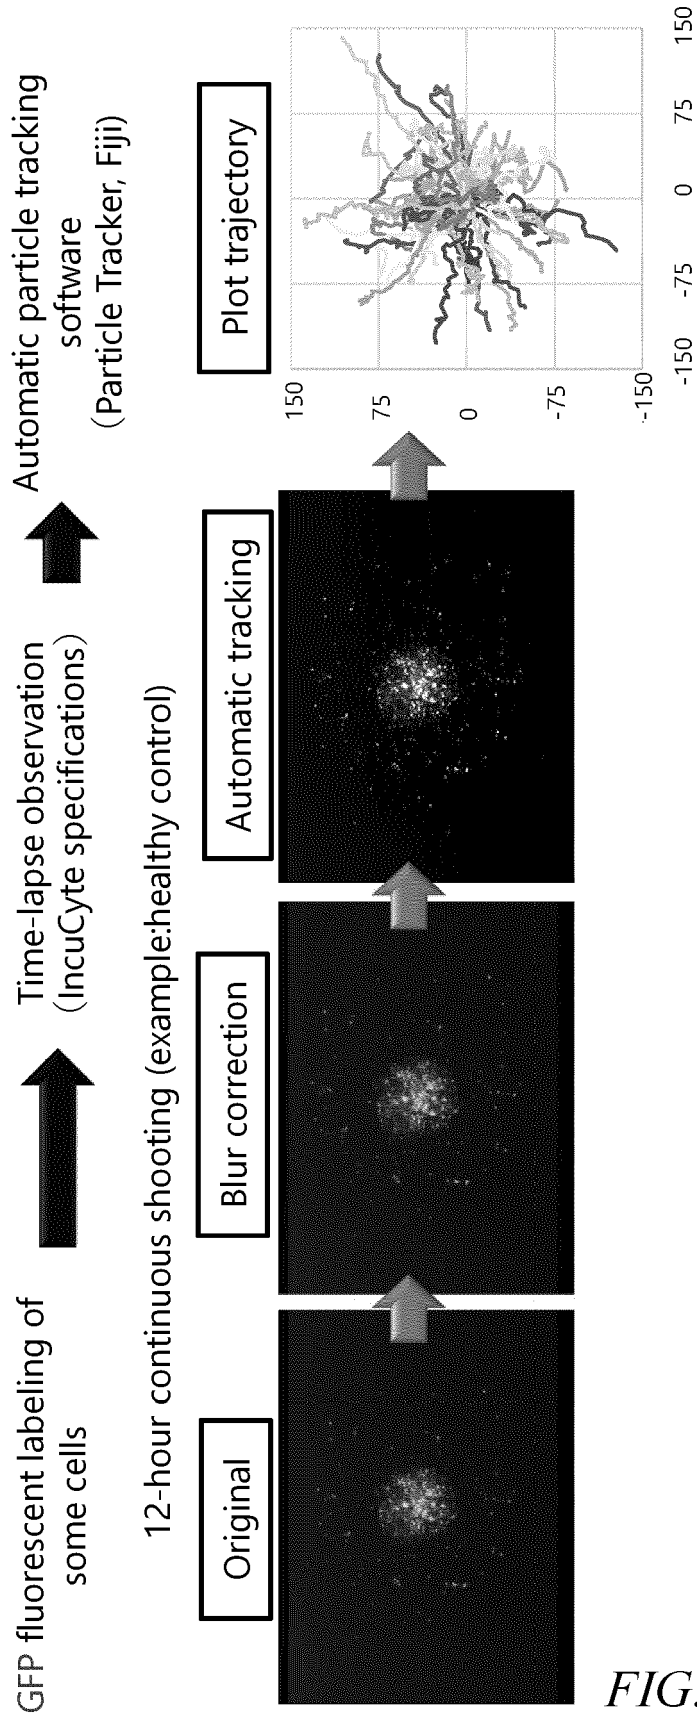 GFP fluorescent labeling of
some cells
Time-lapse observation
(IncuCyte specifications)
Automatic particle tracking
software
(Particle Tracker, Fiji)
12-hour continuous shooting (example:healthy control)
Original
Blur correction
Automatic tracking
Plot trajectory
150
75
0
-75
-150
-150
-75
0
75
150
FIG.